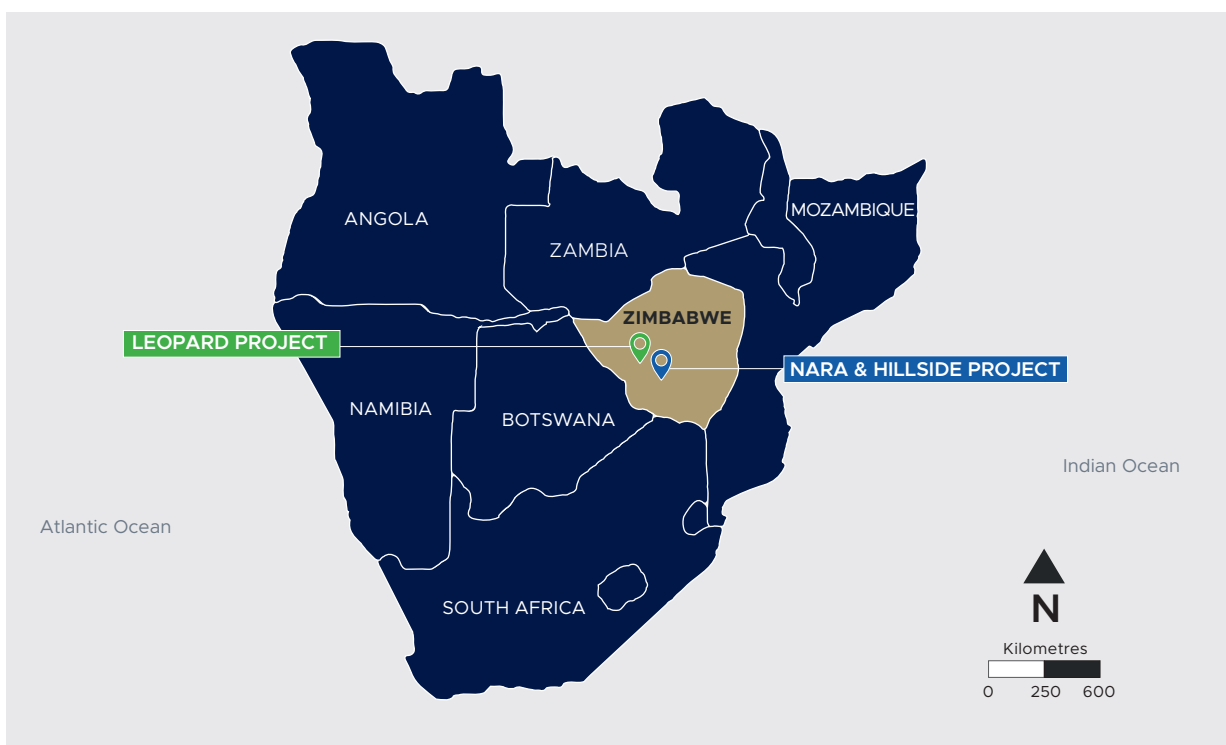 ANGOLA
MOZAMBIQUE
ZAMBIA
ZIMBABWE
LEOPARD PROJECT
NARA & HILLSIDE PROJECT
NAMIBIA
BOTSWANA
Indian Ocean
Atlantic Ocean
SOUTH AFRICA
N
Kilometres
0 250 600